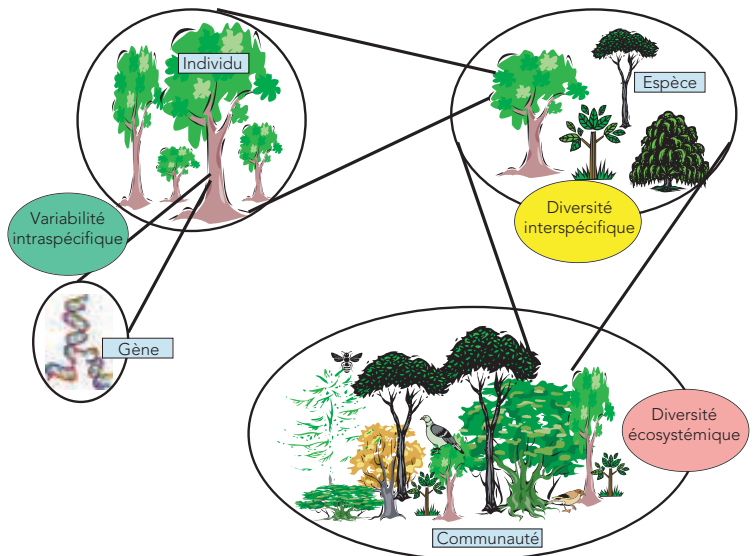 Individu
Espèce
Variabilité
intraspécifique
Diversité
interspécifique
Gène
Diversité
écosystémique
Communauté